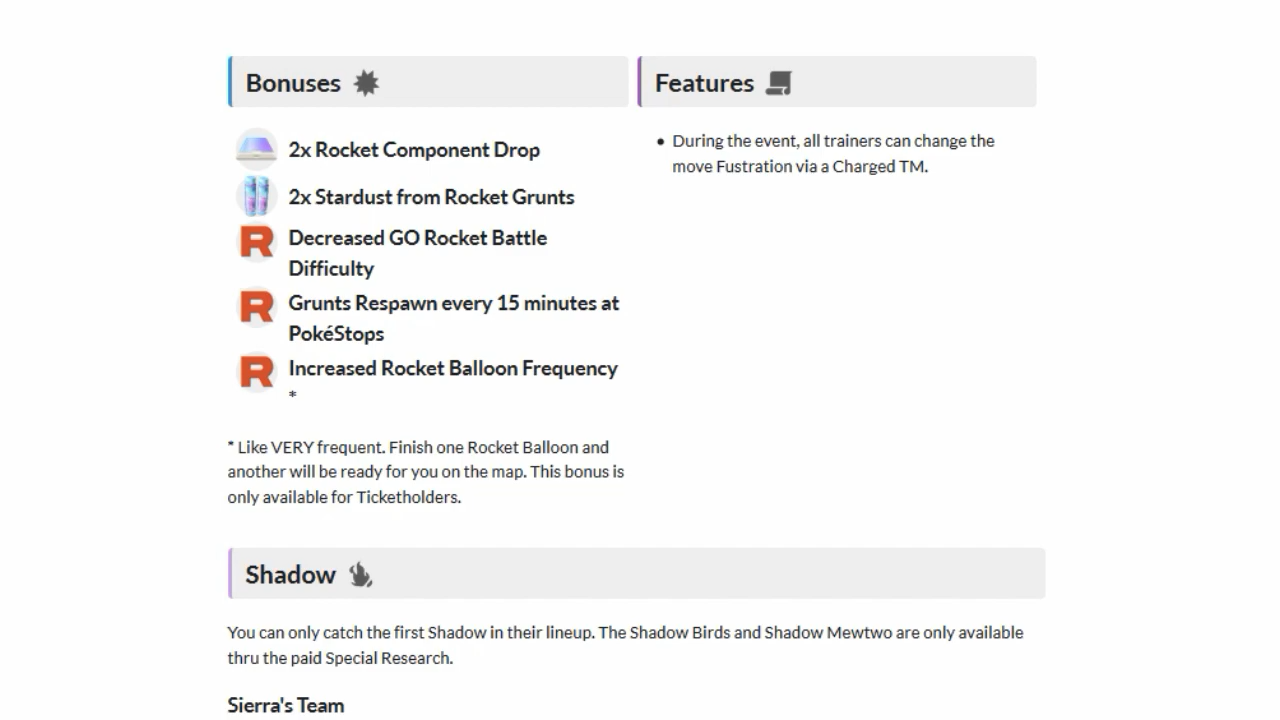 Bonuses
2x Rocket Component Drop
2x Stardust from Rocket Grunts
R
Decreased GO Rocket Battle
Difficulty
R
Grunts Respawn every 15 minutes at
PokéStops
R
Increased Rocket Balloon Frequency
*
* Like VERY frequent. Finish one Rocket Balloon and
another will be ready for you on the map. This bonus is
only available for Ticketholders.
Features
• During the event, all trainers can change the
move Fustration via a Charged TM.
Shadow
You can only catch the first Shadow in their lineup. The Shadow Birds and Shadow Mewtwo are only available
thru the paid Special Research.
Sierra's Team